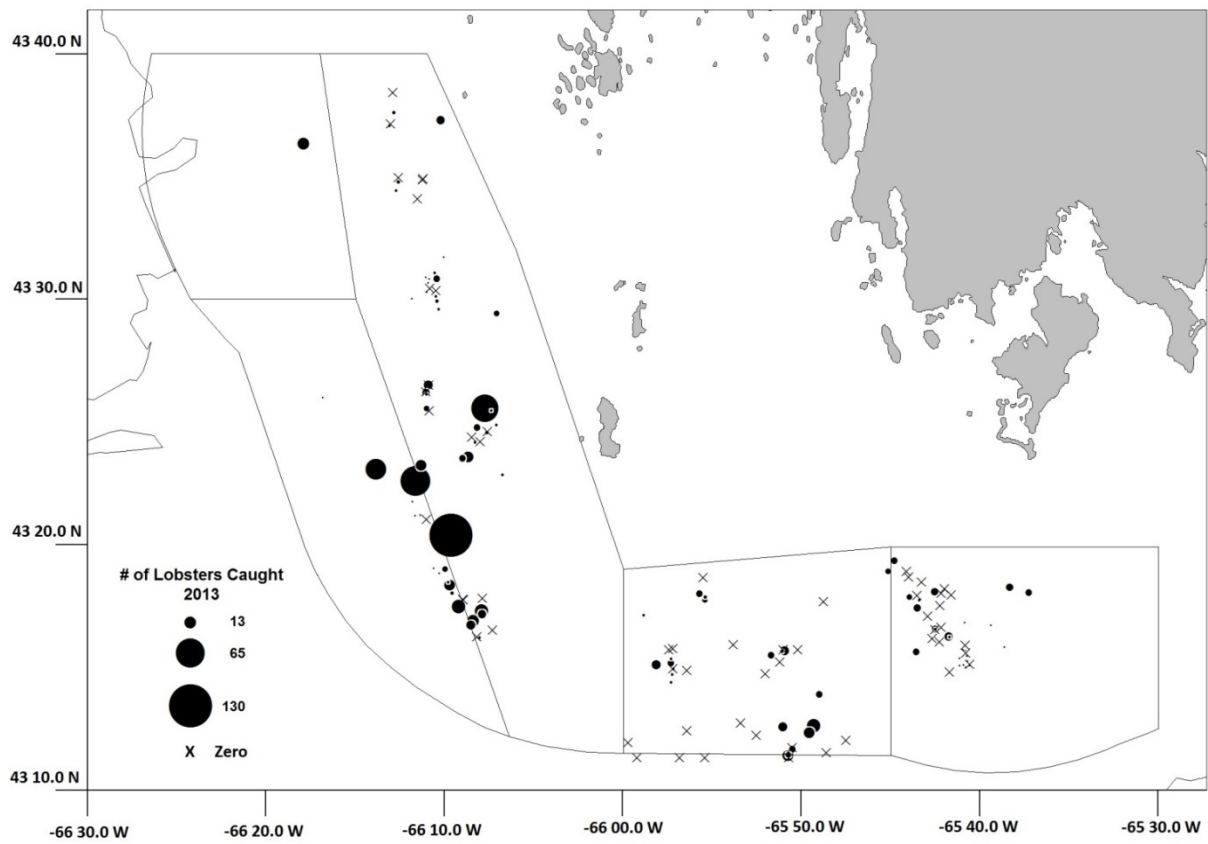 43 40.0 N
43 30.0 N
43 20.0 N
# of Lobsters Caught
2013
13
65
130
X Zero
43 10.0 N
-66 30.0 W -66 20.0 W -66 10.0 W -66 00.0 W -65 50.0 W -65 40.0 W -65 30.0 W